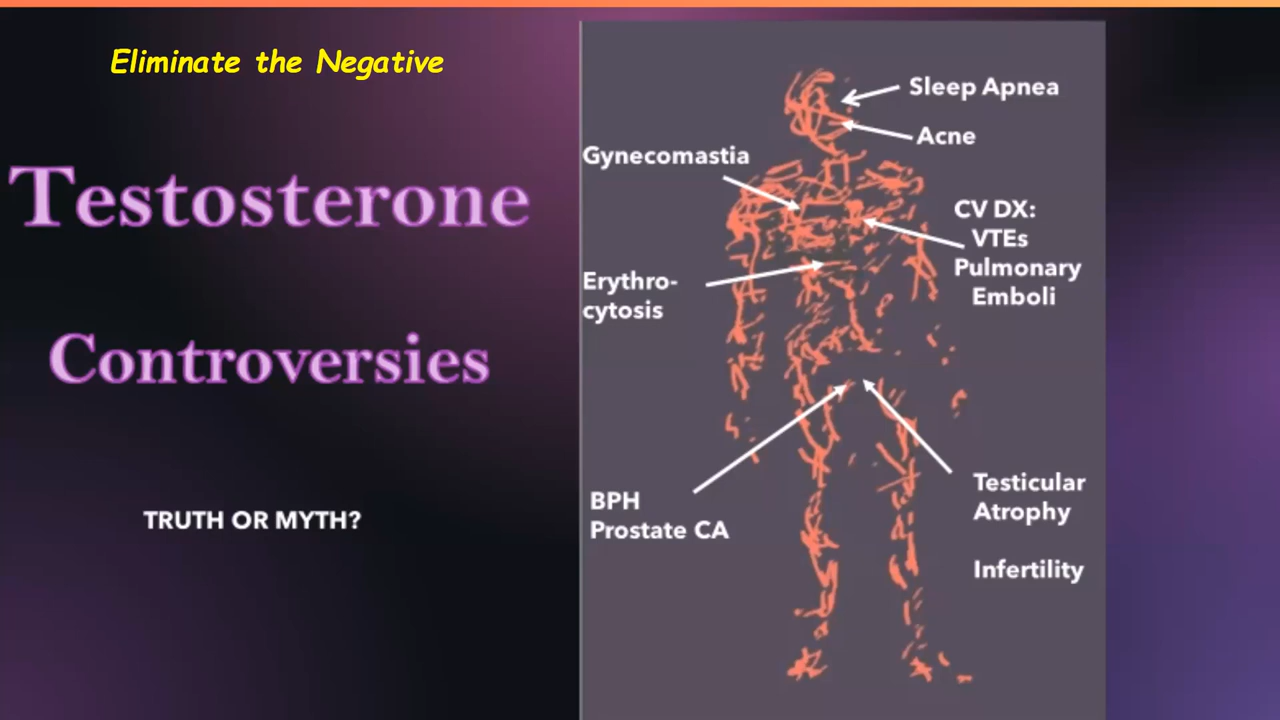 Eliminate the Negative
Testosterone
Controversies
TRUTH OR MYTH?
Sleep Apnea
Acne
Gynecomastia
CV DX:
VTEs
Pulmonary
Emboli
Erythro-
cytosis
BPH
Prostate CA
Testicular
Atrophy
Infertility